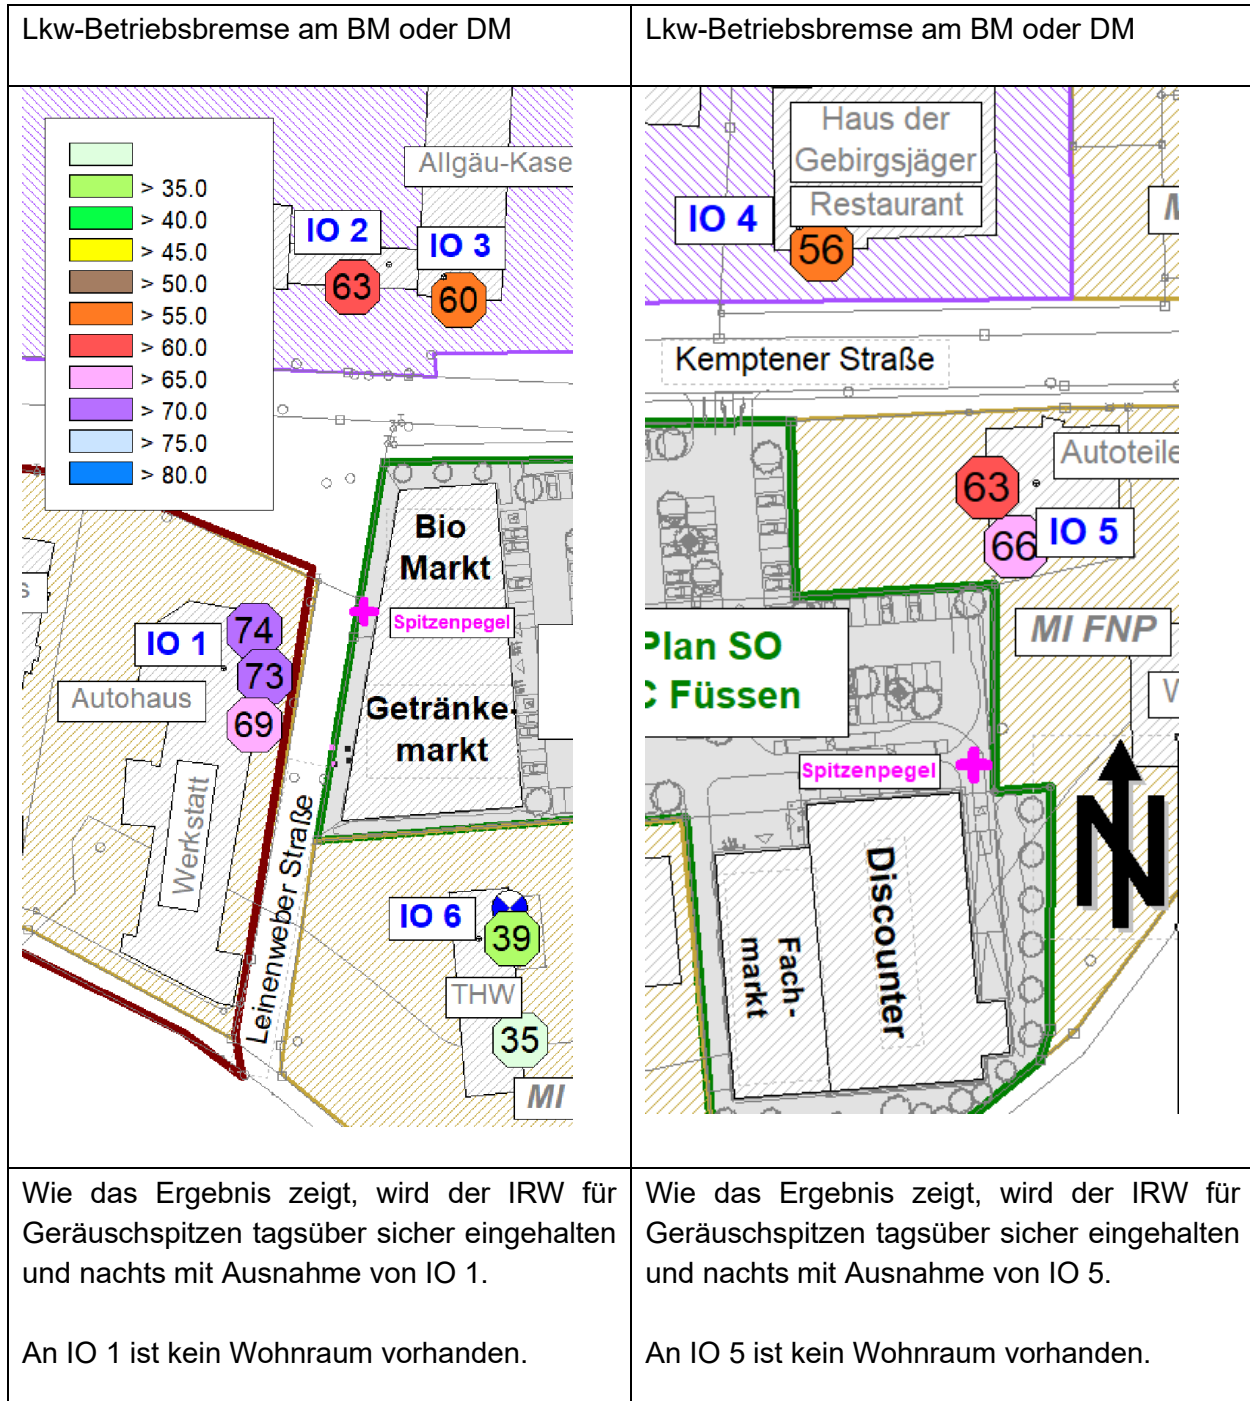 Lkw-Betriebsbremse am BM oder DM
> 35.0
> 40.0
> 45.0
> 50.0
> 55.0
> 60.0
> 65.0
> 70.0
> 75.0
> 80.0
Allgäu-Kase
IO 2
IO 3
63
60
Bio
Markt
Spitzenpegel
Getränke-
markt
IO 1
74
73
69
Autohaus
Werkstatt
Leinenweber Straße
IO 6
39
THW
35
MI
Wie das Ergebnis zeigt, wird der IRW für
Geräuschspitzen tagsüber sicher eingehalten
und nachts mit Ausnahme von IO 1.
An IO 1 ist kein Wohnraum vorhanden.
Lkw-Betriebsbremse am BM oder DM
Haus der
Gebirgsjäger
Restaurant
IO 4
56
Kemptener Straße
Autoteile
63
66
IO 5
MI FNP
Plan SO
C Füssen
Spitzenpegel
Fach-
markt
Discounter
N
Wie das Ergebnis zeigt, wird der IRW für
Geräuschspitzen tagsüber sicher eingehalten
und nachts mit Ausnahme von IO 5.
An IO 5 ist kein Wohnraum vorhanden.